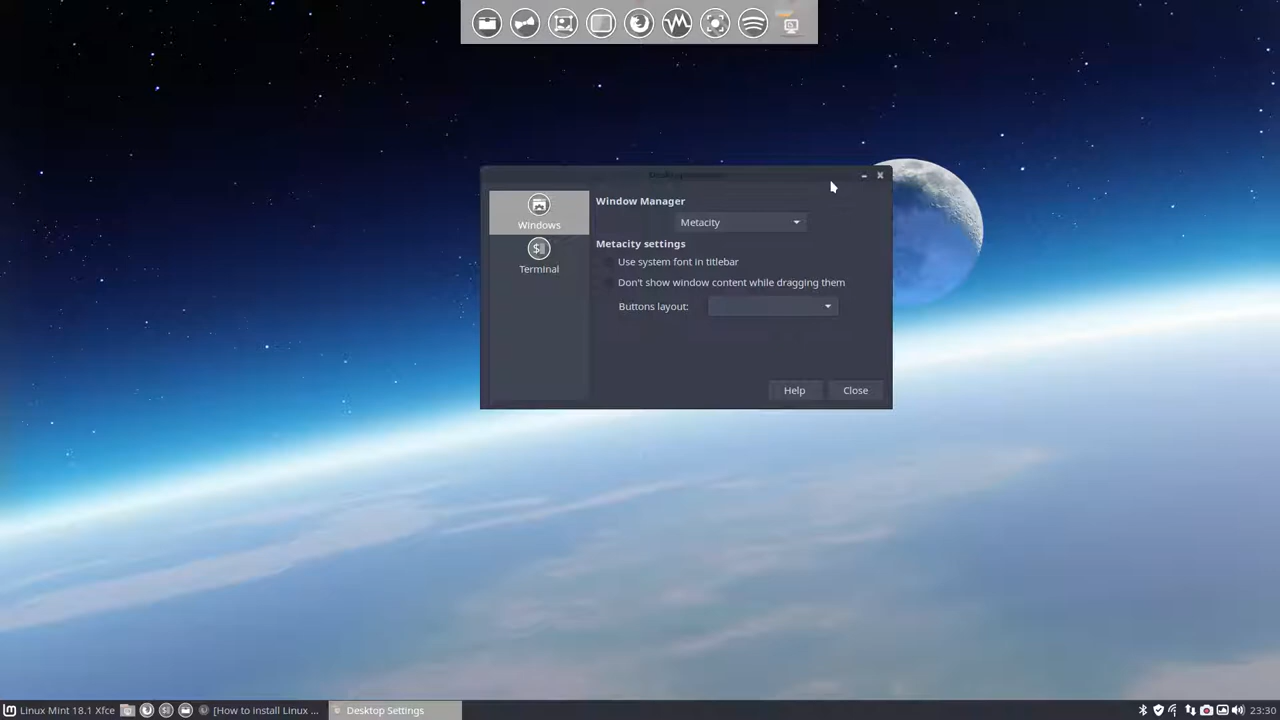 Window Manager
Metacity
Windows
Metacity settings
Use system font in titlebar
Terminal
Don't show window content while dragging them
Buttons layout:
Help
Close
Linux Mint 18.1 Xfce
[How to install Linux ...
Desktop Settings
23:30